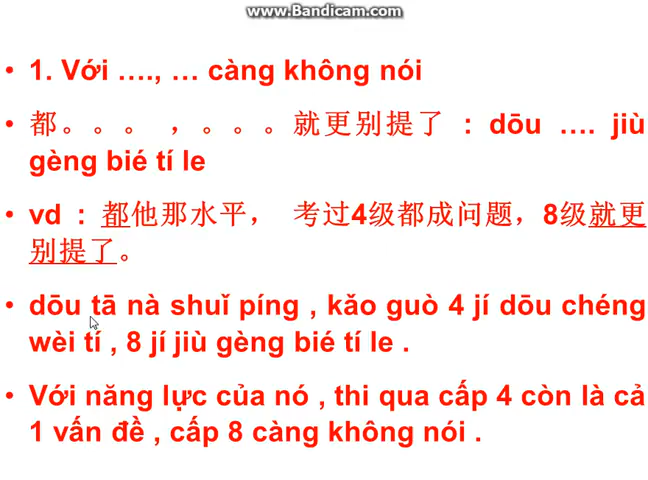 www.Bandicam.com
• 1. Với …., … càng không nói
• 都。。。 ，。。。就更别提了 : dōu …. jiù
gèng bié tí le
• vd : 都他那水平， 考过4级都成问题，8级就更
别提了。
• dōu tā nà shuǐ píng , kǎo guò 4 jí dōu chéng
wèi tí , 8 jí jiù gèng bié tí le .
• Với năng lực của nó , thi qua cấp 4 còn là cả
1 vấn đề , cấp 8 càng không nói .